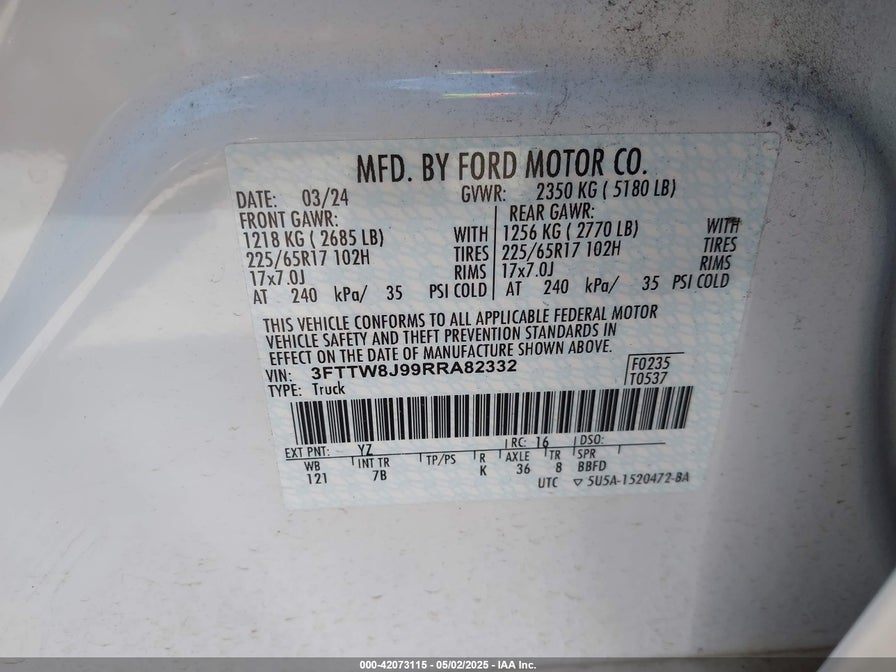 MFD. BY FORD MOTOR CO.
DATE: 03/24 GVWR: 2350 KG ( 5180 LB)
FRONT GAWR: REAR GAWR:
1218 KG ( 2685 LB) WITH 1256 KG ( 2770 LB) WITH
225/65R17 102H TIRES 225/65R17 102H TIRES
17x7.0J RIMS 17x7.0J RIMS
AT 240 kPa/ 35 PSI COLD AT 240 kPa/ 35 PSI COLD
THIS VEHICLE CONFORMS TO ALL APPLICABLE FEDERAL MOTOR
VEHICLE SAFETY AND THEFT PREVENTION STANDARDS IN
EFFECT ON THE DATE OF MANUFACTURE SHOWN ABOVE.
VIN: 3FTTW8J99RRA82332 F0235
TYPE: Truck T0537
EXT PNT: YZ RC: 16 DSO:
WB INT TR TP/PS R AXLE TR SPR
121 7B K 36 8 BBFD
UTC ▽ 5U5A-1520472-BA
000-42073115 - 05/02/2025 - IAA Inc.